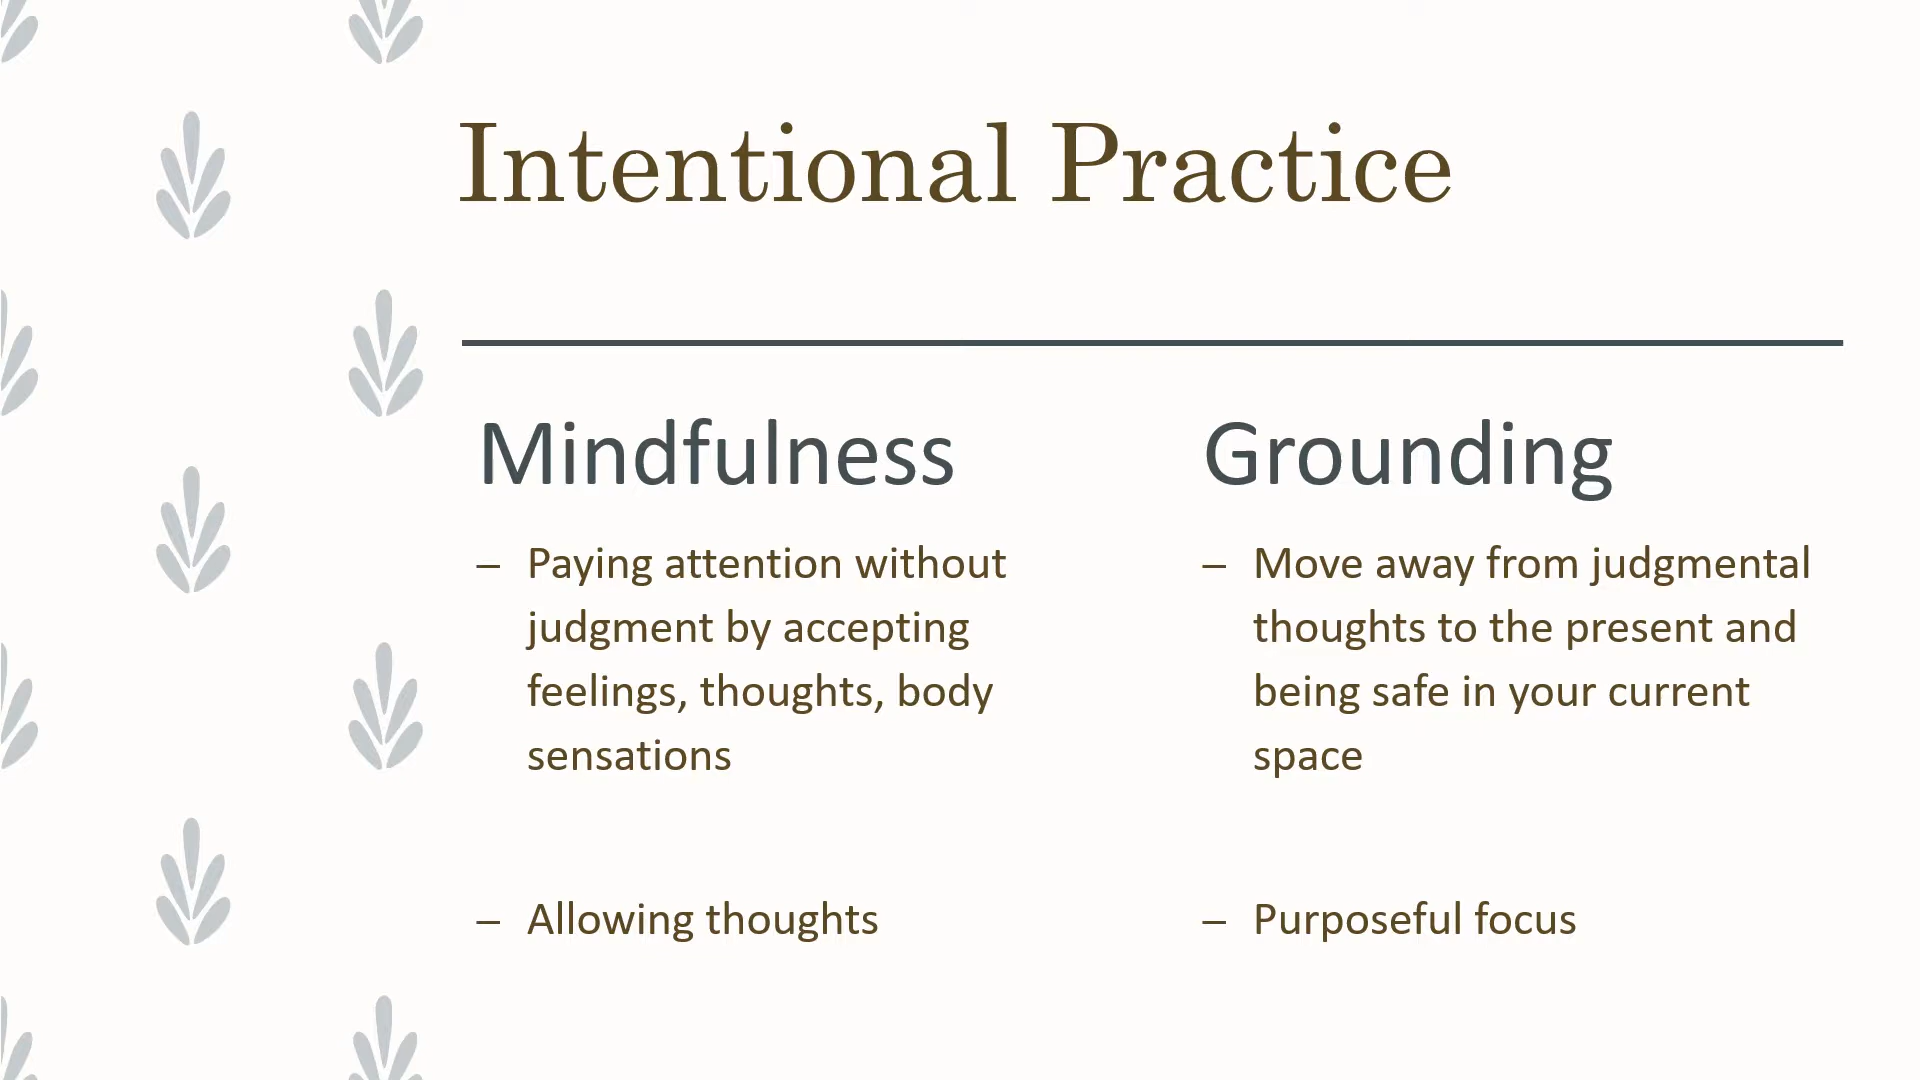 Intentional Practice
Mindfulness
– Paying attention without
judgment by accepting
feelings, thoughts, body
sensations
– Allowing thoughts
Grounding
– Move away from judgmental
thoughts to the present and
being safe in your current
space
– Purposeful focus